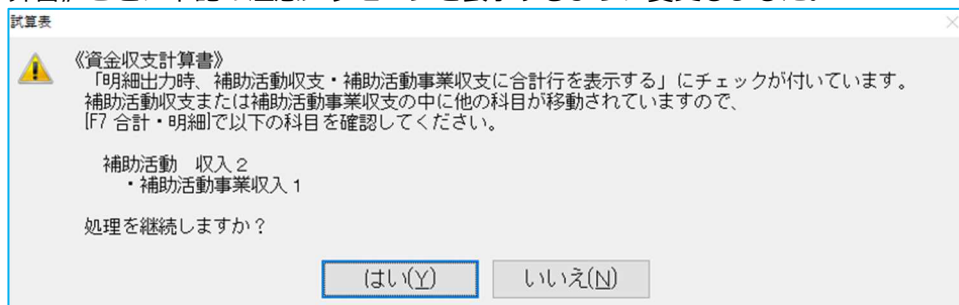 試算表
《資金収支計算書》
「明細出力時、補助活動収支・補助活動事業収支に合計行を表示する」にチェックが付いています。
補助活動収支または補助活動事業収支の中に他の科目が移動されていますので、
[F7 合計・明細]で以下の科目を確認してください。
補助活動 収入2
・補助活動事業収入1
処理を継続しますか？
はい(Y) いいえ(N)